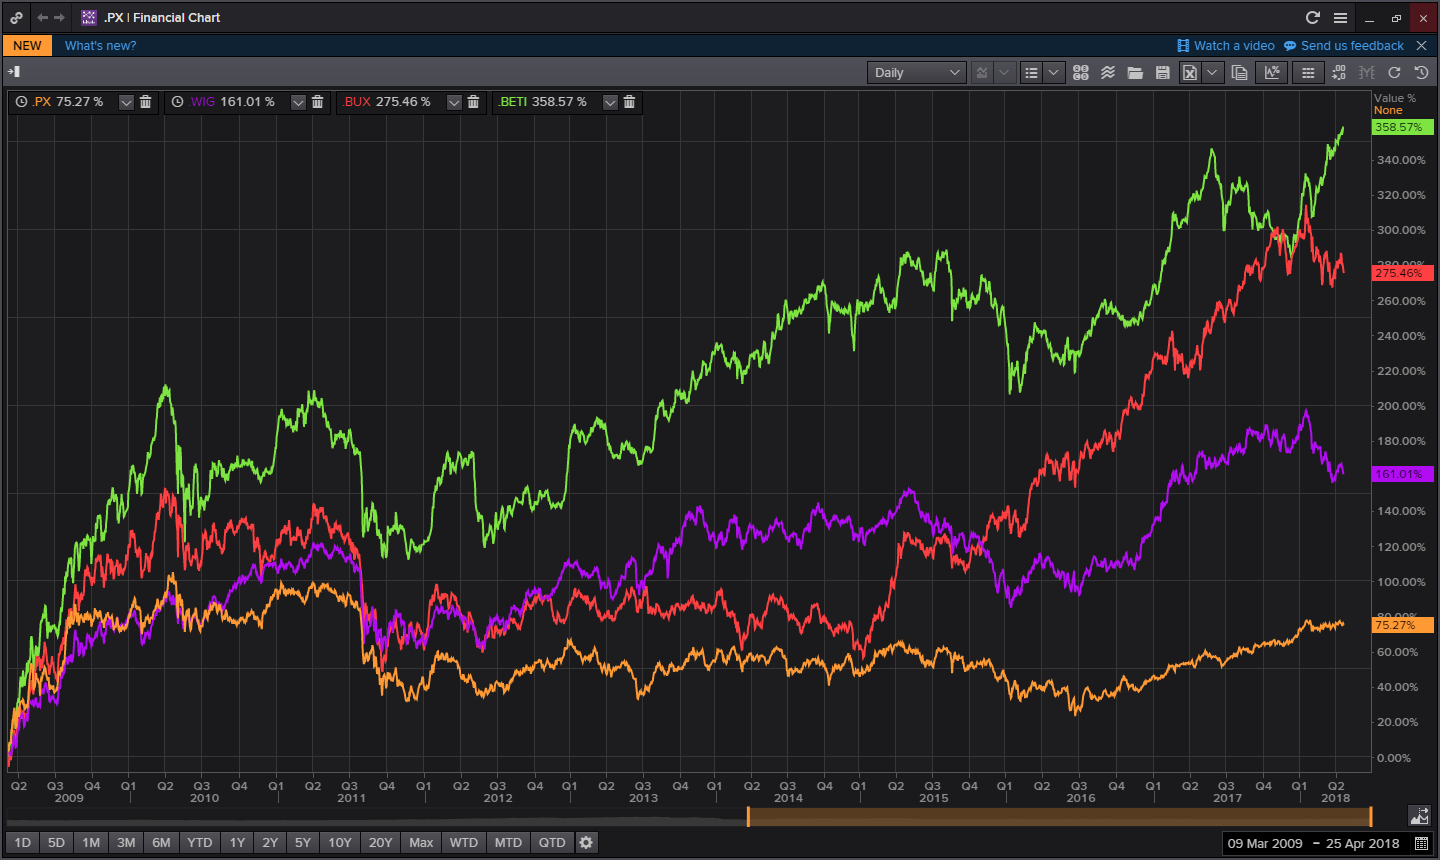 .PX | Financial Chart
NEW What's new? Watch a video Send us feedback
Daily
.PX 75.27 % .WIG 161.01 % .BUX 275.46 % .BETI 358.57 %
Value %
None
358.57%
340.00%
320.00%
300.00%
280.00%
275.46%
260.00%
240.00%
220.00%
200.00%
180.00%
161.01%
140.00%
120.00%
100.00%
80.00%
75.27%
60.00%
40.00%
20.00%
0.00%
Q2 Q3 Q4 Q1 Q2 Q3 Q4 Q1 Q2 Q3 Q4 Q1 Q2 Q3 Q4 Q1 Q2 Q3 Q4 Q1 Q2 Q3 Q4 Q1 Q2 Q3 Q4 Q1 Q2 Q3 Q4 Q1 Q2 Q3 Q4 Q1 Q2
2009 2010 2011 2012 2013 2014 2015 2016 2017 2018
1D 5D 1M 3M 6M YTD 1Y 2Y 5Y 10Y 20Y Max WTD MTD QTD 09 Mar 2009 – 25 Apr 2018